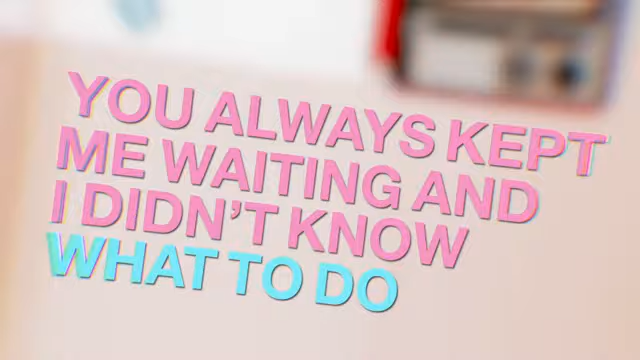 YOU ALWAYS KEPT
ME WAITING AND
I DIDN'T KNOW
WHAT TO DO